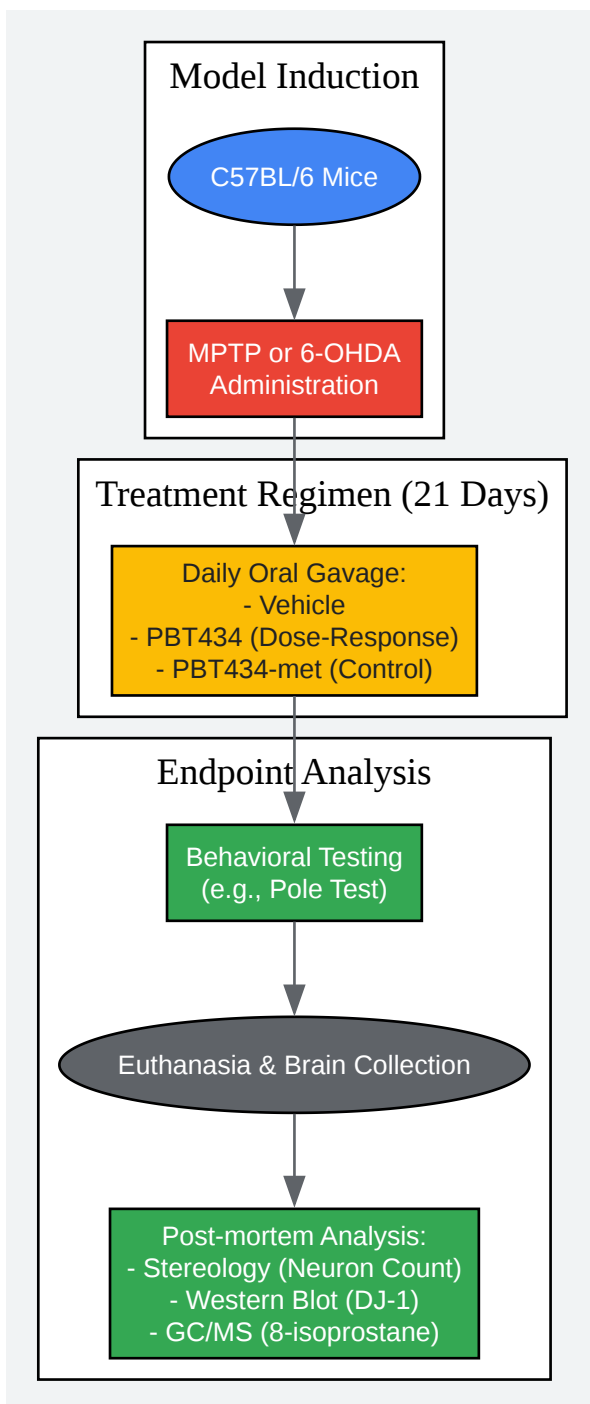 Model Induction
C57BL/6 Mice
MPTP or 6-OHDA
Administration
Treatment Regimen (21 Days)
Daily Oral Gavage:
- Vehicle
- PBT434 (Dose-Response)
- PBT434-met (Control)
Endpoint Analysis
Behavioral Testing
(e.g., Pole Test)
Euthanasia & Brain Collection
Post-mortem Analysis:
- Stereology (Neuron Count)
- Western Blot (DJ-1)
- GC/MS (8-isoprostane)